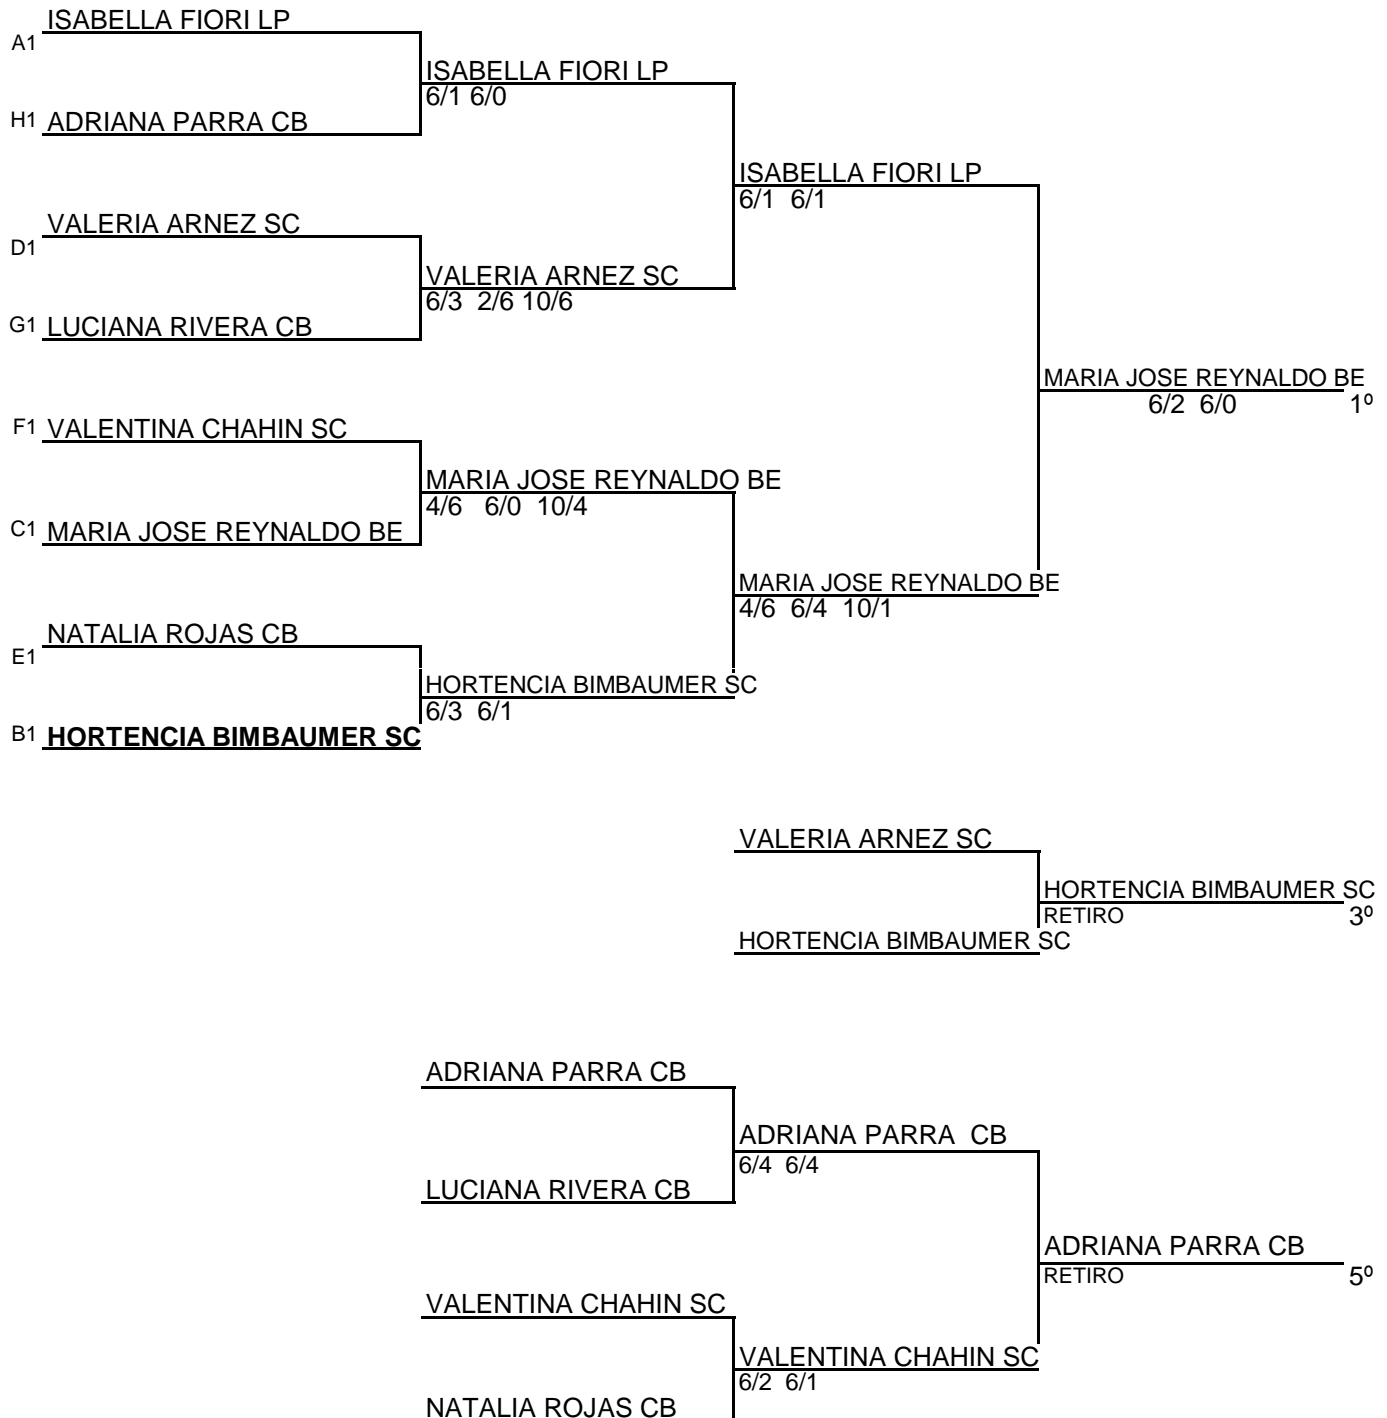 ISABELLA FIORI LP
A1
ISABELLA FIORI LP
6/1 6/0
H1 ADRIANA PARRA CB
ISABELLA FIORI LP
6/1 6/1
VALERIA ARNEZ SC
D1
VALERIA ARNEZ SC
6/3 2/6 10/6
G1 LUCIANA RIVERA CB
MARIA JOSE REYNALDO BE
6/2 6/0 1º
F1 VALENTINA CHAHIN SC
MARIA JOSE REYNALDO BE
4/6 6/0 10/4
C1 MARIA JOSE REYNALDO BE
MARIA JOSE REYNALDO BE
4/6 6/4 10/1
NATALIA ROJAS CB
E1
HORTENCIA BIMBAUMER SC
6/3 6/1
B1 HORTENCIA BIMBAUMER SC
VALERIA ARNEZ SC
HORTENCIA BIMBAUMER SC
RETIRO 3º
HORTENCIA BIMBAUMER SC
ADRIANA PARRA CB
ADRIANA PARRA CB
6/4 6/4
LUCIANA RIVERA CB
ADRIANA PARRA CB
RETIRO 5º
VALENTINA CHAHIN SC
VALENTINA CHAHIN SC
6/2 6/1
NATALIA ROJAS CB